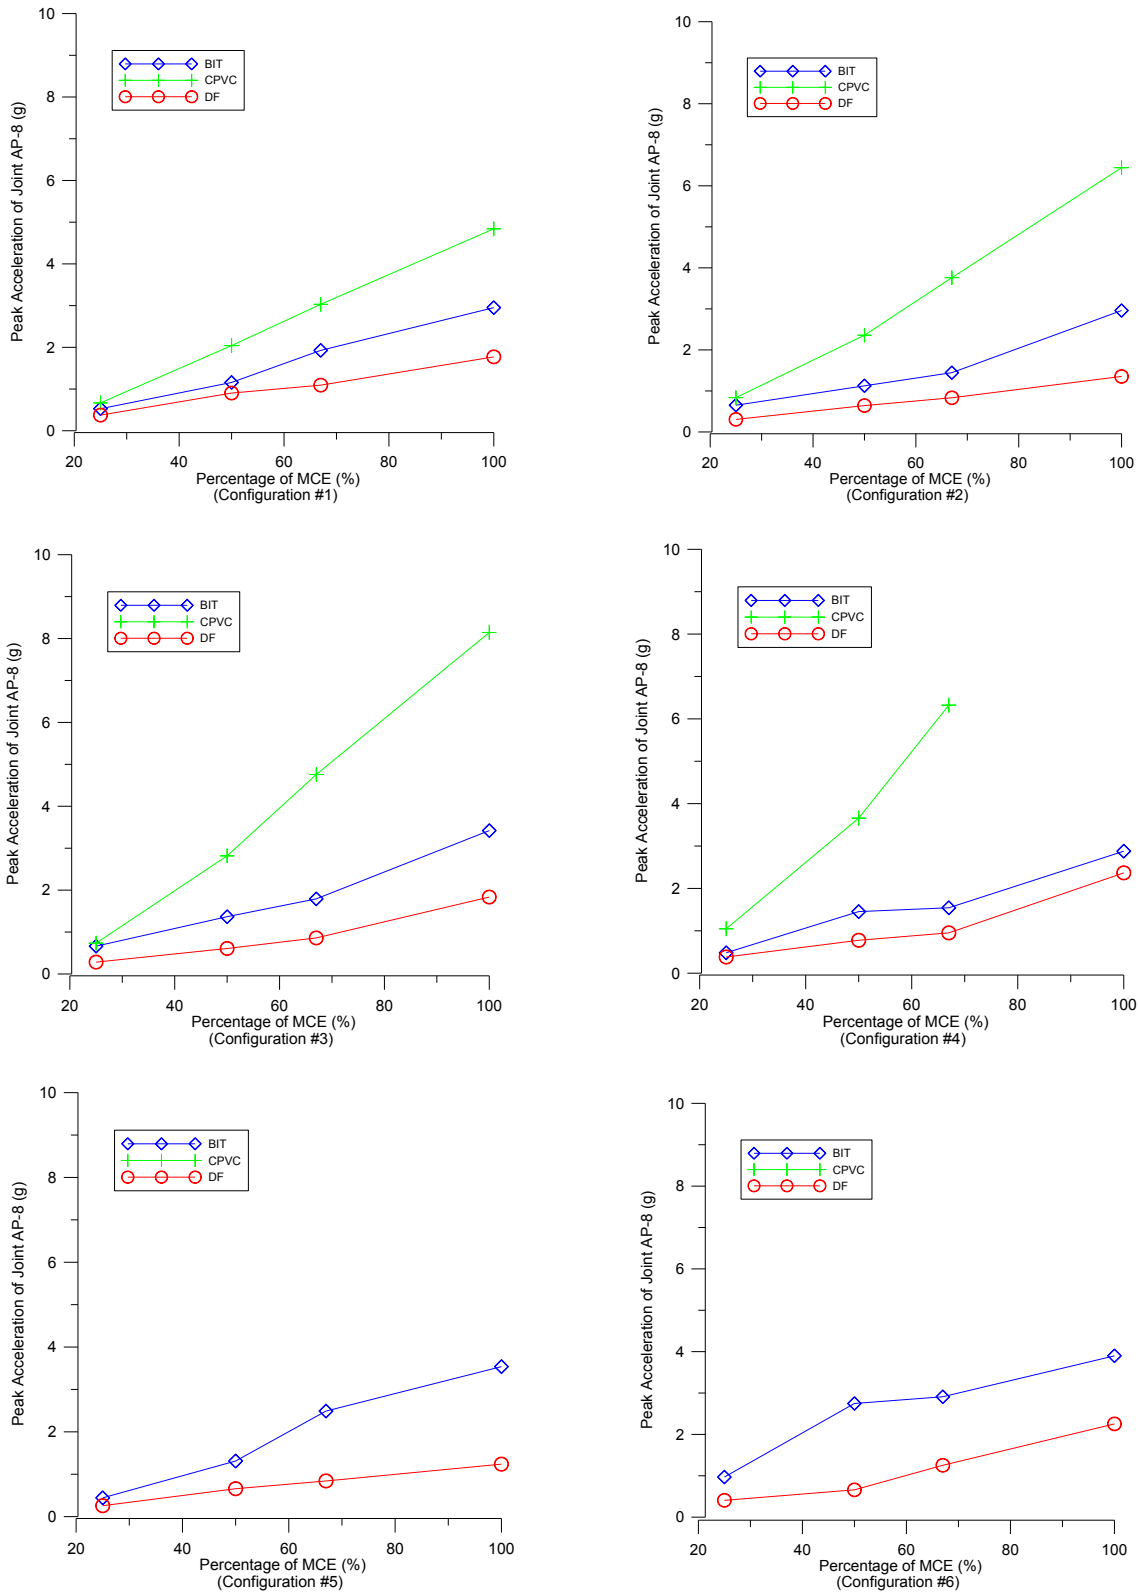 10
8
6
4
2
0
Peak Acceleration of Joint AP-8 (g)
BIT
CPVC
DF
20 40 60 80 100
Percentage of MCE (%)
(Configuration #1)
10
8
6
4
2
0
Peak Acceleration of Joint AP-8 (g)
BIT
CPVC
DF
20 40 60 80 100
Percentage of MCE (%)
(Configuration #2)
10
8
6
4
2
0
Peak Acceleration of Joint AP-8 (g)
BIT
CPVC
DF
20 40 60 80 100
Percentage of MCE (%)
(Configuration #3)
10
8
6
4
2
0
Peak Acceleration of Joint AP-8 (g)
BIT
CPVC
DF
20 40 60 80 100
Percentage of MCE (%)
(Configuration #4)
10
8
6
4
2
0
Peak Acceleration of Joint AP-8 (g)
BIT
CPVC
DF
20 40 60 80 100
Percentage of MCE (%)
(Configuration #5)
10
8
6
4
2
0
Peak Acceleration of Joint AP-8 (g)
BIT
CPVC
DF
20 40 60 80 100
Percentage of MCE (%)
(Configuration #6)